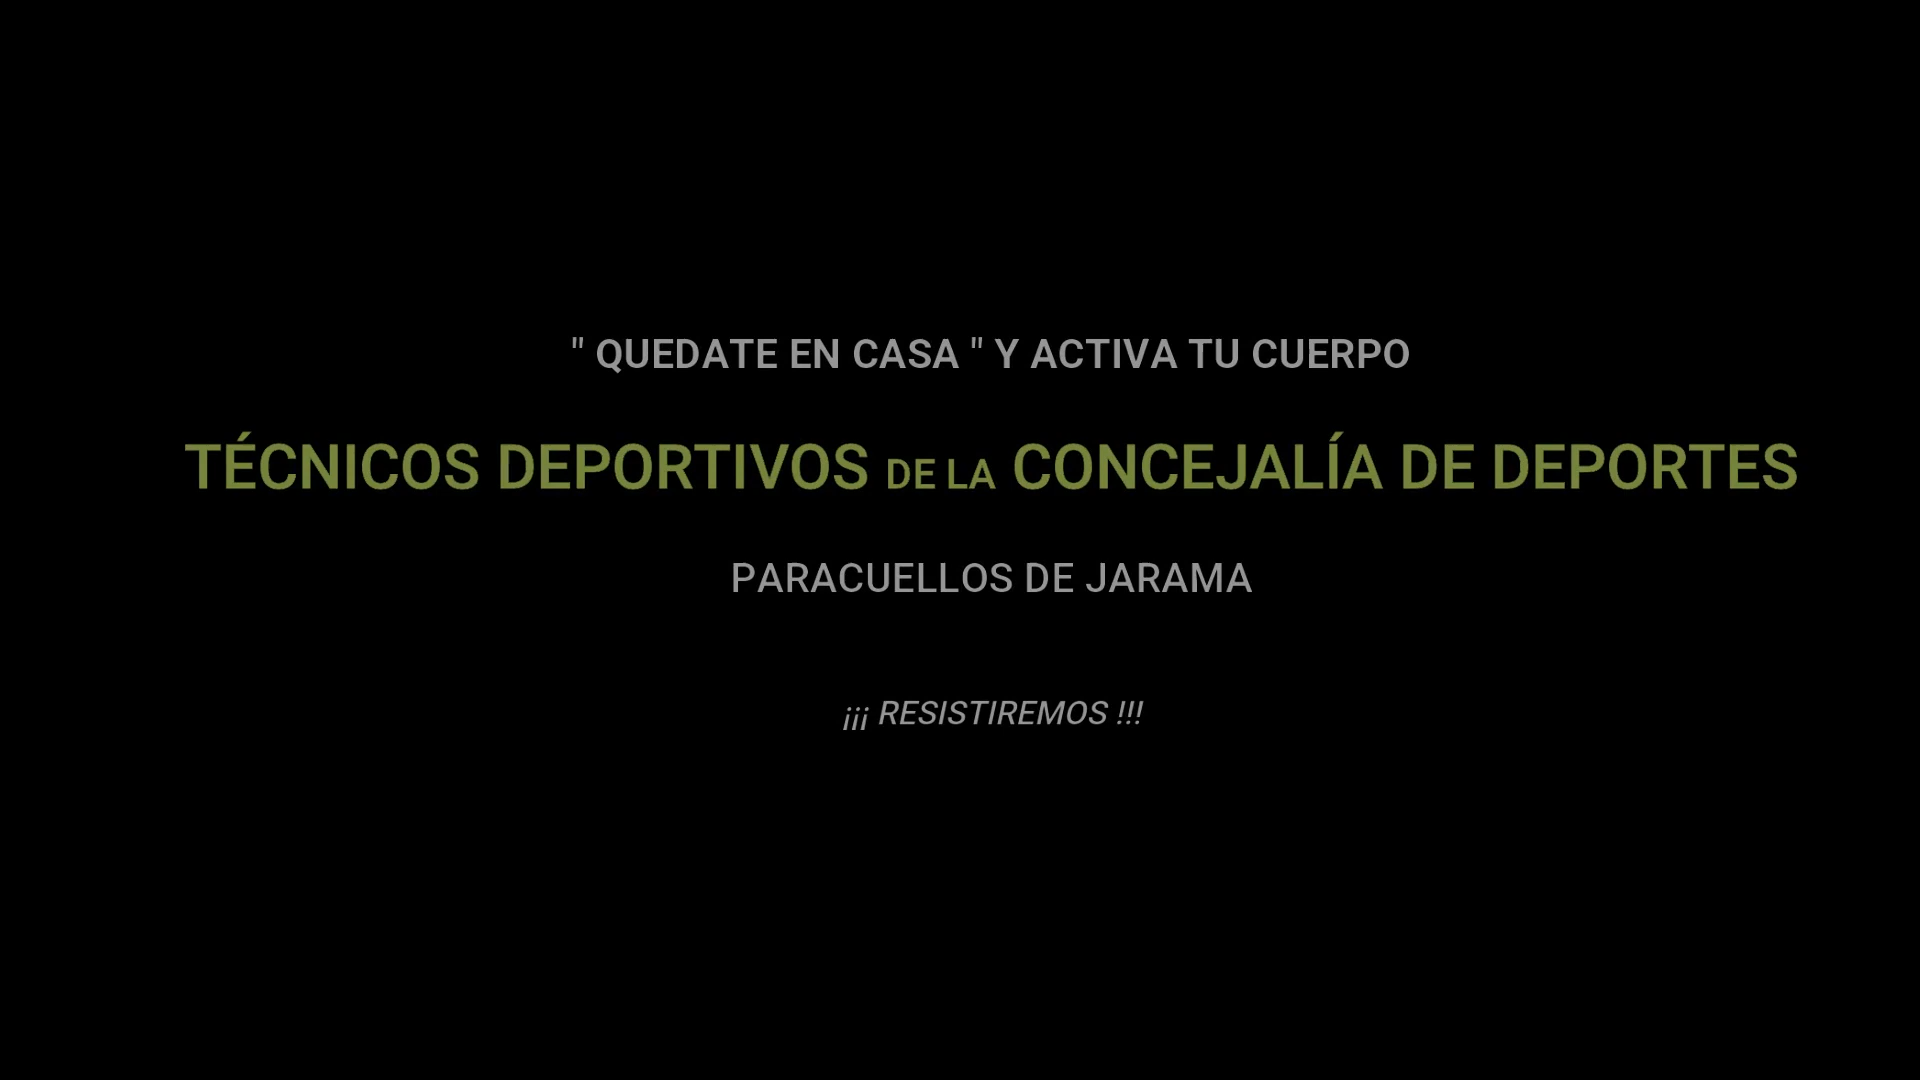 " QUEDATE EN CASA " Y ACTIVA TU CUERPO
TÉCNICOS DEPORTIVOS DE LA CONCEJALÍA DE DEPORTES
PARACUELLOS DE JARAMA
¡¡¡ RESISTIREMOS !!!